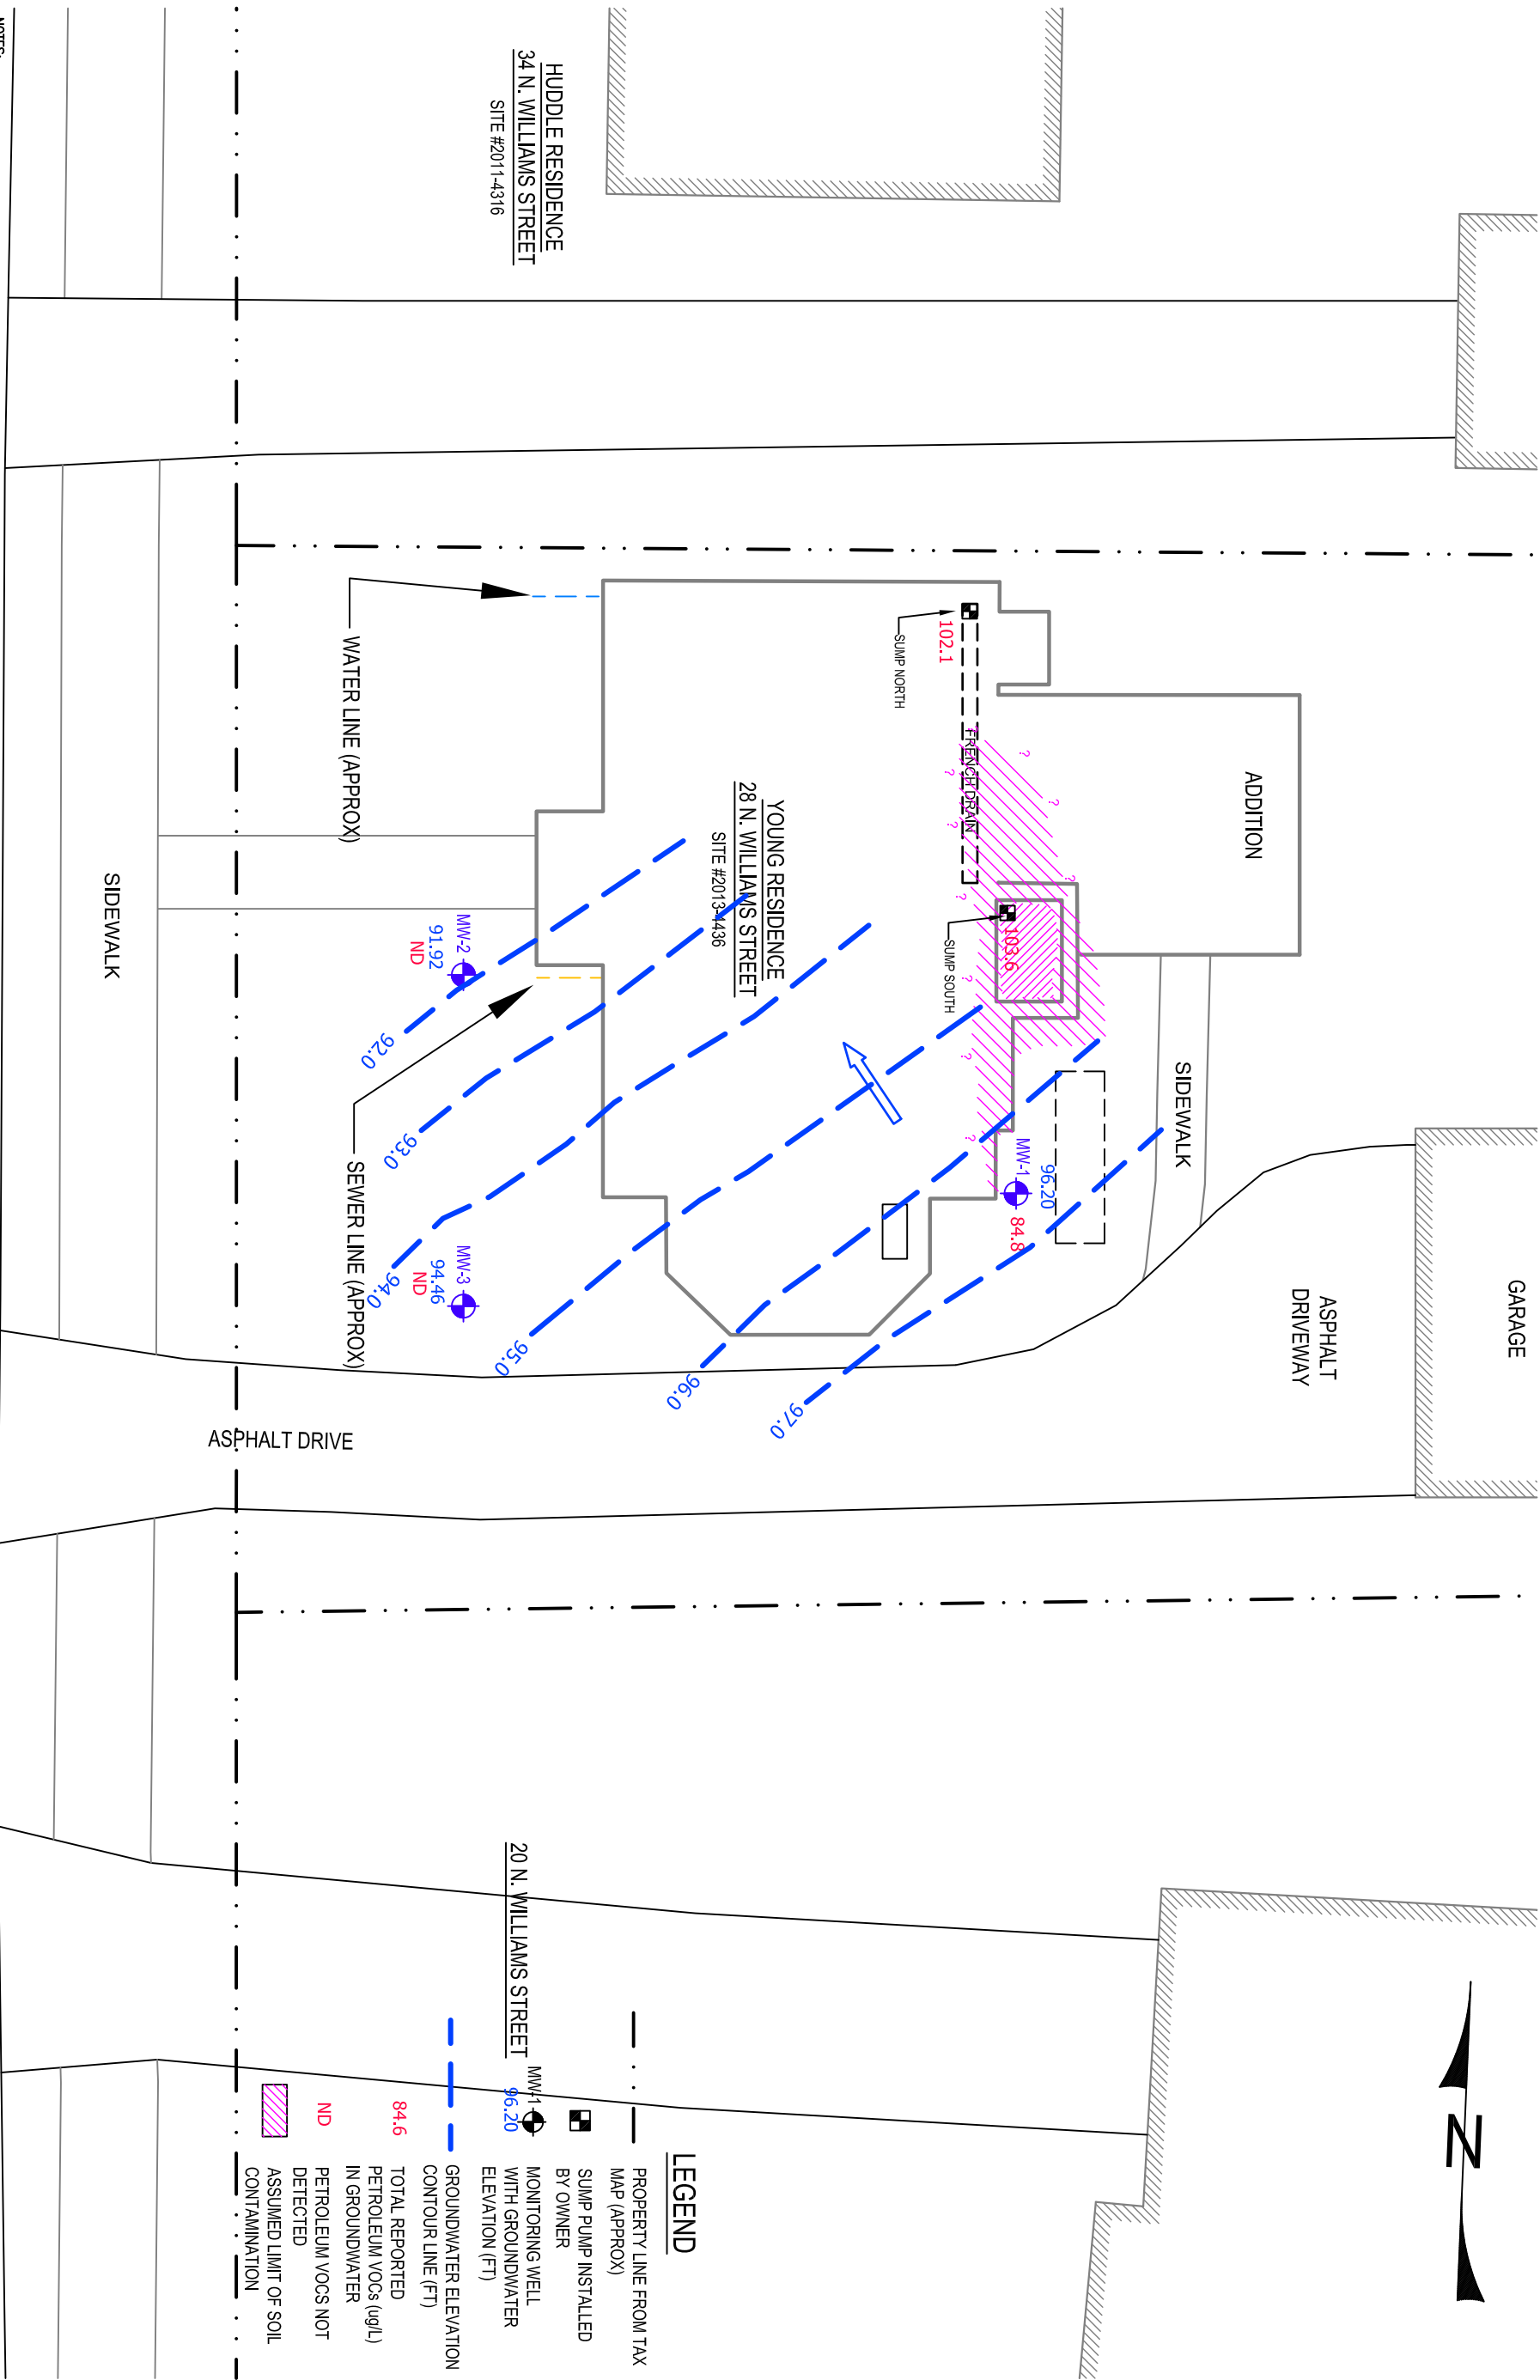 NOTES:
HUDDLE RESIDENCE
34 N. WILLIAMS STREET
SITE #2011-4316
GARAGE
ASPHALT
DRIVEWAY
ADDITION
SIDEWALK
FRENCH DRAIN
102.1
SUMP NORTH
103.6
SUMP SOUTH
?
?
?
?
?
?
?
?
?
?
96.20
MW-1
84.8
YOUNG RESIDENCE
28 N. WILLIAMS STREET
SITE #2013-4436
WATER LINE (APPROX)
SEWER LINE (APPROX)
MW-2
91.92
ND
MW-3
94.46
ND
92.0
93.0
94.0
95.0
96.0
97.0
SIDEWALK
ASPHALT DRIVE
20 N. WILLIAMS STREET
N
LEGEND
PROPERTY LINE FROM TAX
MAP (APPROX)
SUMP PUMP INSTALLED
BY OWNER
MW-1
96.20
MONITORING WELL
WITH GROUNDWATER
ELEVATION (FT)
GROUNDWATER ELEVATION
CONTOUR LINE (FT)
84.6
TOTAL REPORTED
PETROLEUM VOCs (ug/L)
IN GROUNDWATER
ND
PETROLEUM VOCS NOT
DETECTED
ASSUMED LIMIT OF SOIL
CONTAMINATION